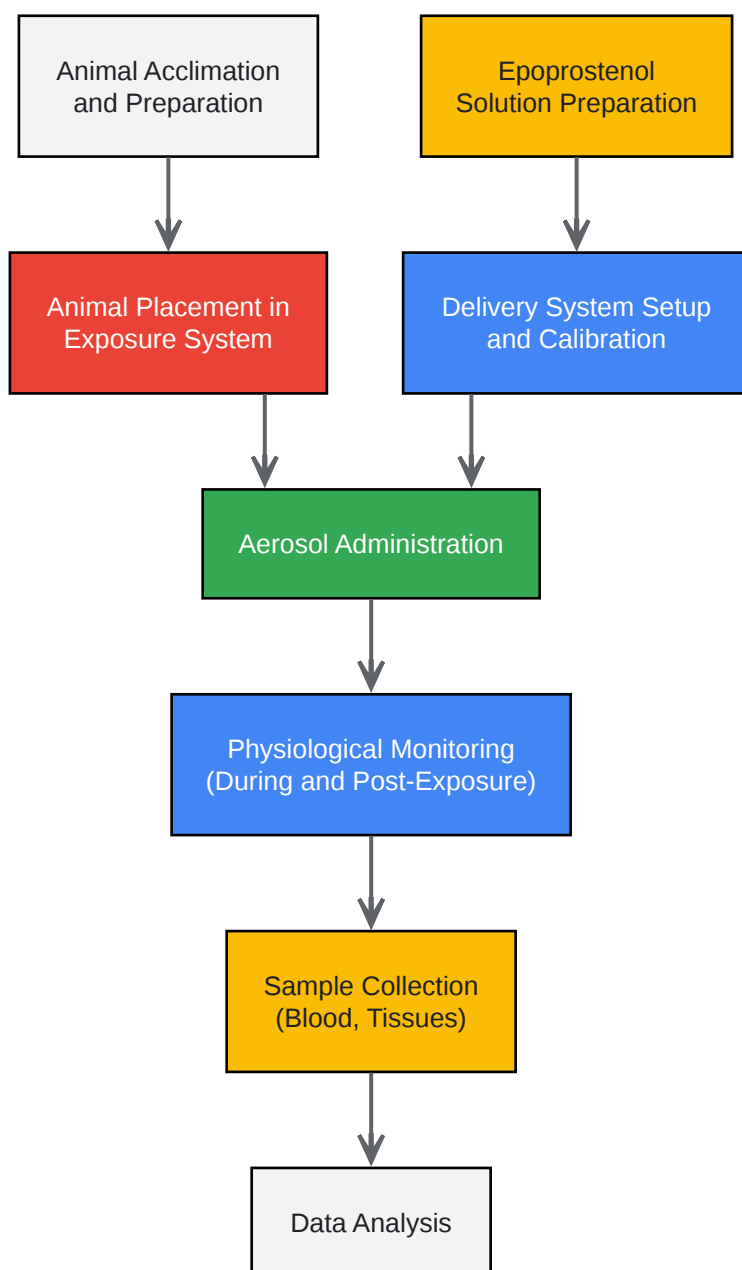 Animal Acclimation
and Preparation
Epoprostenol
Solution Preparation
Animal Placement in
Exposure System
Delivery System Setup
and Calibration
Aerosol Administration
Physiological Monitoring
(During and Post-Exposure)
Sample Collection
(Blood, Tissues)
Data Analysis